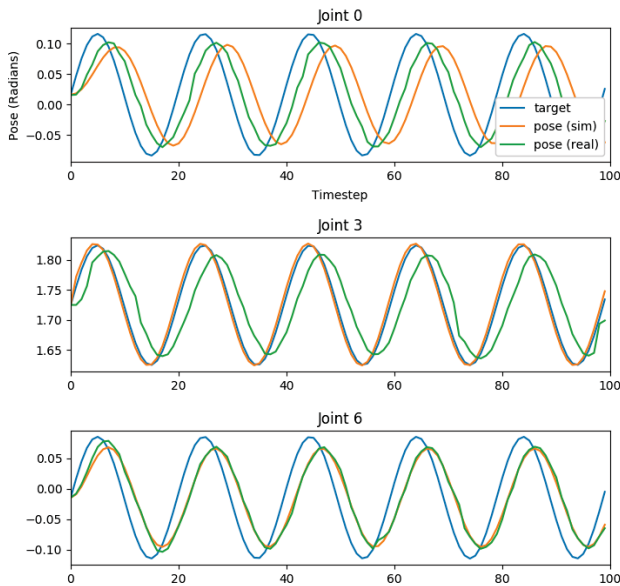 Joint 0
Pose (Radians)
0.10
0.05
0.00
−0.05
target
pose (sim)
pose (real)
0 20 40 60 80 100
Timestep
Joint 3
1.80
1.75
1.70
1.65
0 20 40 60 80 100
Joint 6
0.05
0.00
−0.05
−0.10
0 20 40 60 80 100